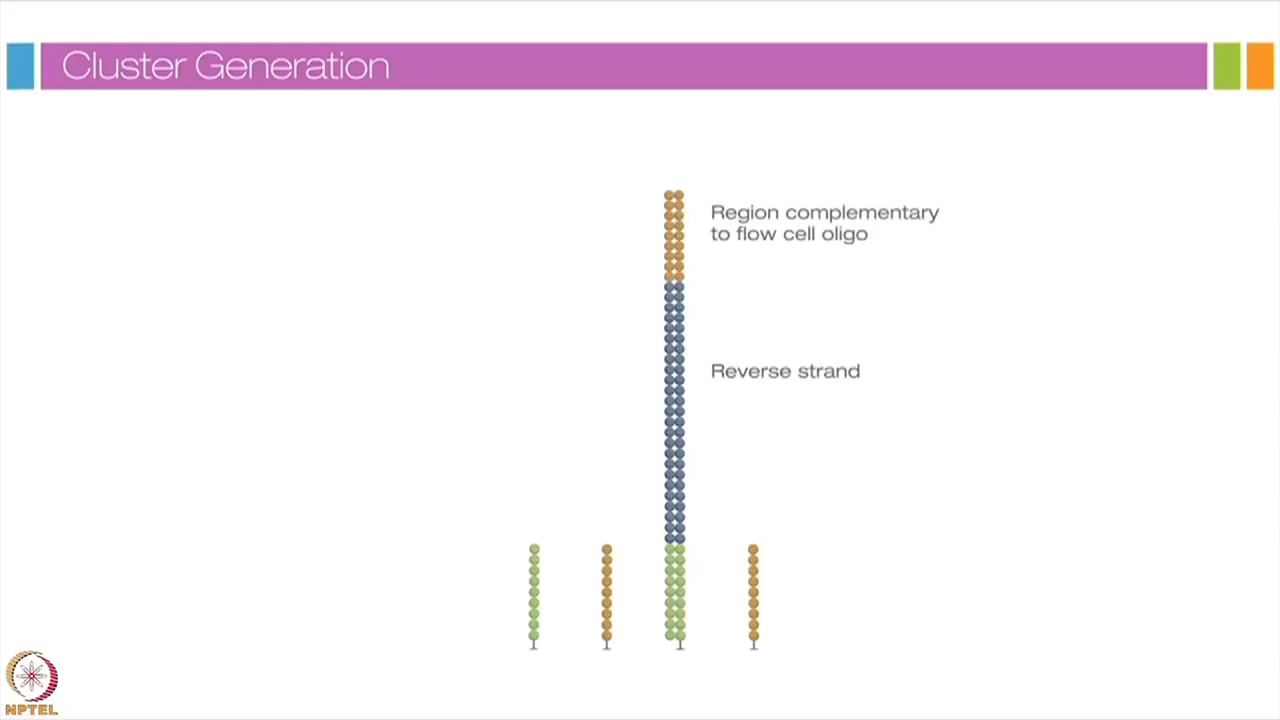 Cluster Generation
Region complementary
to flow cell oligo
Reverse strand
NPTEL